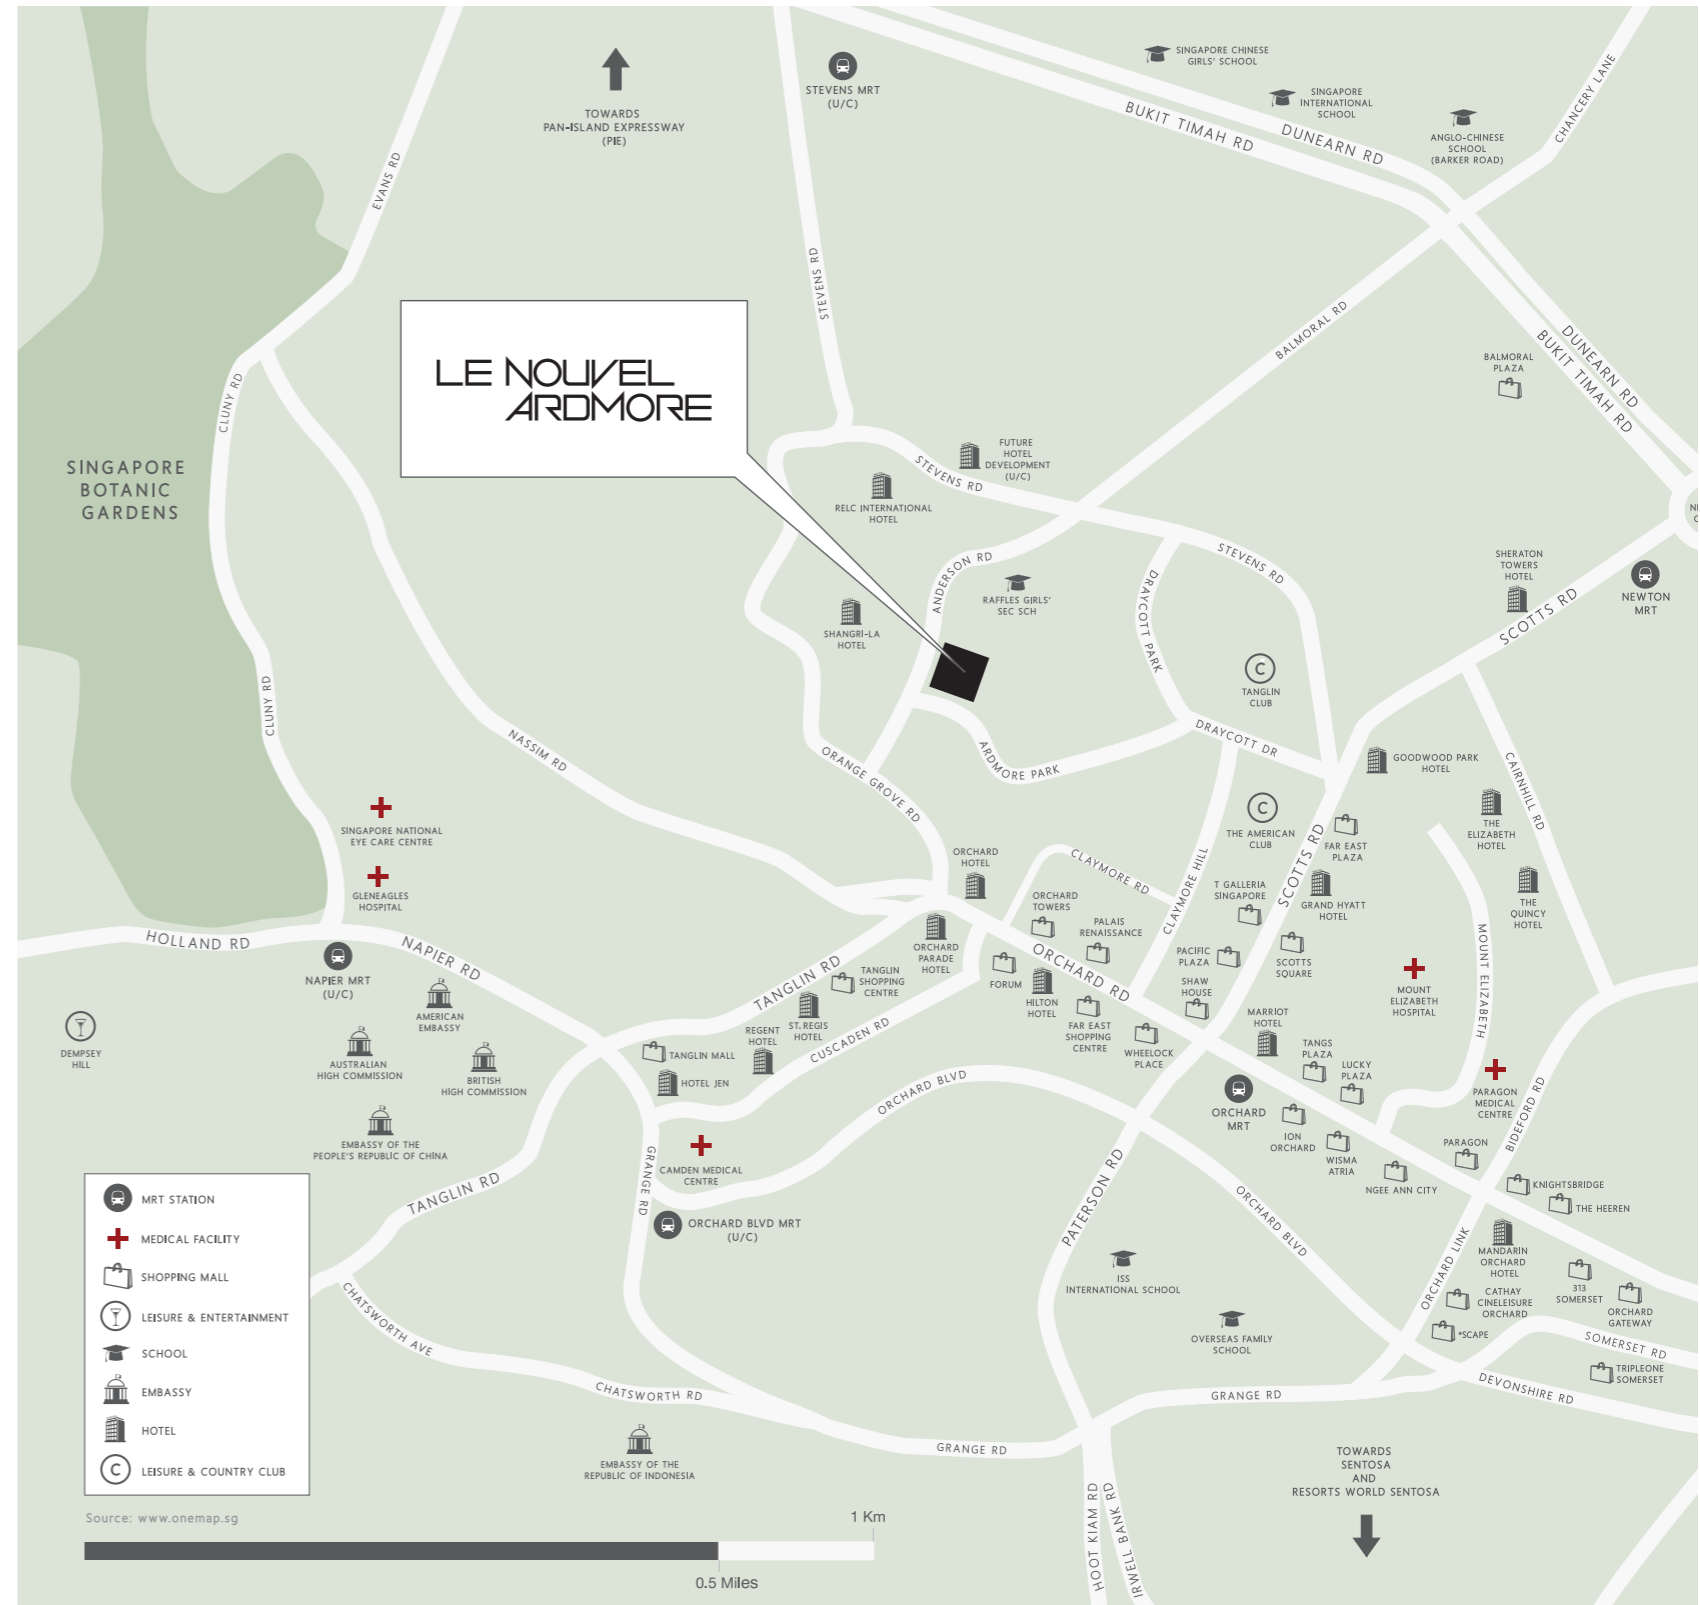 SINGAPORE CHINESE
GIRLS' SCHOOL
STEVENS MRT
(U/C)
TOWARDS
PAN-ISLAND EXPRESSWAY
(PIE)
SINGAPORE
INTERNATIONAL
SCHOOL
ANGLO-CHINESE
SCHOOL
(BARKER ROAD)
CHANCERY LANE
BUKIT TIMAH RD
DUNEARN RD
EVANS RD
STEVENS RD
BALMORAL RD
DUNEARN RD
BUKIT TIMAH RD
BALMORAL
PLAZA
LE NOUVEL
ARDMORE
CLUNY RD
SINGAPORE
BOTANIC
GARDENS
FUTURE
HOTEL
DEVELOPMENT
(U/C)
STEVENS RD
RELC INTERNATIONAL
HOTEL
STEVENS RD
ANDERSON RD
RAFFLES GIRLS'
SEC SCH
DRAYCOTT PARK
SHERATON
TOWERS
HOTEL
SCOTTS RD
NEWTON
MRT
SHANGRI-LA
HOTEL
TANGLIN
CLUB
CLUNY RD
NASSIM RD
ORANGE GROVE RD
ARDMORE PARK
DRAYCOTT DR
GOODWOOD PARK
HOTEL
CAIRNHILL RD
SINGAPORE NATIONAL
EYE CARE CENTRE
GLENEAGLES
HOSPITAL
THE AMERICAN
CLUB
SCOTTS RD
FAR EAST
PLAZA
THE
ELIZABETH
HOTEL
ORCHARD
HOTEL
CLAYMORE RD
CLAYMORE HILL
T GALLERIA
SINGAPORE
GRAND HYATT
HOTEL
THE
QUINCY
HOTEL
ORCHARD
TOWERS
PALAIS
RENAISSANCE
HOLLAND RD
NAPIER RD
NAPIER MRT
(U/C)
ORCHARD
PARADE
HOTEL
ORCHARD RD
PACIFIC
PLAZA
SCOTTS
SQUARE
MOUNT ELIZABETH
TANGLIN RD
TANGLIN
SHOPPING
CENTRE
FORUM
HILTON
HOTEL
SHAW
HOUSE
MOUNT
ELIZABETH
HOSPITAL
AMERICAN
EMBASSY
DEMPSEY
HILL
AUSTRALIAN
HIGH COMMISSION
BRITISH
HIGH COMMISSION
REGENT
HOTEL
ST. REGIS
HOTEL
CUSCADEN RD
FAR EAST
SHOPPING
CENTRE
WHEELOCK
PLACE
MARRIOT
HOTEL
TANGS
PLAZA
LUCKY
PLAZA
TANGLIN MALL
HOTEL JEN
ORCHARD BLVD
ORCHARD
MRT
PARAGON
MEDICAL
CENTRE
BIDEFORD RD
EMBASSY OF THE
PEOPLE'S REPUBLIC OF CHINA
GRANGE RD
CAMDEN MEDICAL
CENTRE
ION
ORCHARD
WISMA
ATRIA
PARAGON
NGEE ANN CITY
KNIGHTSBRIDGE
THE HEEREN
TANGLIN RD
PATERSON RD
ORCHARD BLVD
ORCHARD BLVD MRT
(U/C)
ORCHARD LINK
MANDARIN
ORCHARD
HOTEL
ISS
INTERNATIONAL SCHOOL
CATHAY
CINELEISURE
ORCHARD
313
SOMERSET
ORCHARD
GATEWAY
*SCAPE
SOMERSET RD
OVERSEAS FAMILY
SCHOOL
TRIPLEONE
SOMERSET
CHATSWORTH AVE
CHATSWORTH RD
GRANGE RD
DEVONSHIRE RD
GRANGE RD
EMBASSY OF THE
REPUBLIC OF INDONESIA
TOWARDS
SENTOSA
AND
RESORTS WORLD SENTOSA
HOOT KIAM RD
IRWELL BANK RD
MRT STATION
MEDICAL FACILITY
SHOPPING MALL
LEISURE & ENTERTAINMENT
SCHOOL
EMBASSY
HOTEL
C LEISURE & COUNTRY CLUB
Source: www.onemap.sg
1 Km
0.5 Miles